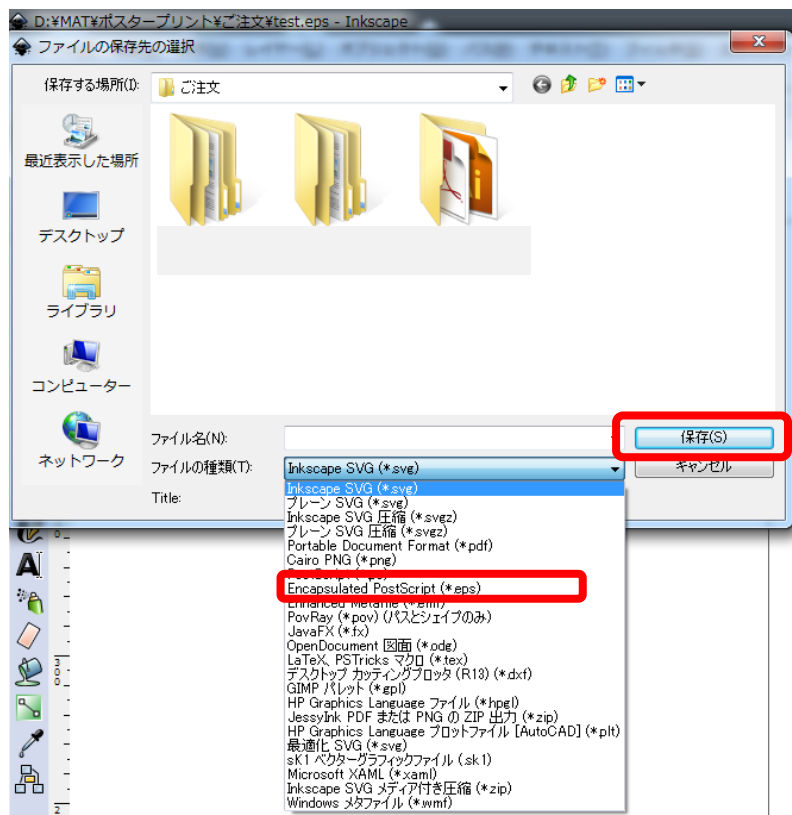 D:¥MAT¥ポスタープリント¥ご注文¥test.eps - Inkscape
ファイルの保存先の選択
保存する場所(I):
ご注文
最近表示した場所
デスクトップ
ライブラリ
コンピューター
ネットワーク
ファイル名(N):
保存(S)
ファイルの種類(T):
Inkscape SVG (*.svg)
キャンセル
Title:
Inkscape SVG (*.svg)
プレーン SVG (*.svg)
Inkscape SVG 圧縮 (*.svgz)
プレーン SVG 圧縮 (*.svgz)
Portable Document Format (*.pdf)
Cairo PNG (*.png)
PostScript (*.ps)
Encapsulated PostScript (*.eps)
Enhanced Metafile (*.emf)
PovRay (*.pov) (パスとシェイプのみ)
JavaFX (*.fx)
OpenDocument 図面 (*.odg)
LaTeX, PSTricks マクロ (*.tex)
デスクトップ カッティングプロッタ (R13) (*.dxf)
GIMP パレット (*.gpl)
HP Graphics Language ファイル (*.hpgl)
JessyInk PDF または PNG の ZIP 出力 (*.zip)
HP Graphics Language プロットファイル [AutoCAD] (*.plt)
最適化 SVG (*.svg)
sK1 ベクターグラフィックファイル (.sk1)
Microsoft XAML (*.xaml)
Inkscape SVG メディア付き圧縮 (*.zip)
Windows メタファイル (*.wmf)